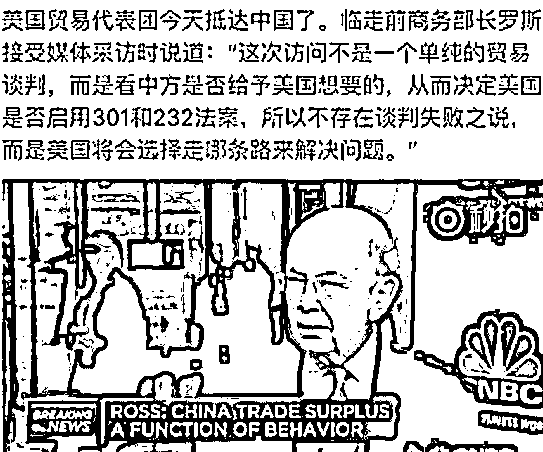 美国贸易代表团今天抵达中国了。临走前商务部长罗斯
接受媒体采访时说道：“这次访问不是一个单纯的贸易
谈判，而是看中方是否给予美国想要的，从而决定美国
是否启用301和232法案，所以不存在谈判失败之说，
而是美国将会选择走哪条路来解决问题。”
秒拍
NBC
BREAKING
NEWS
ROSS: CHINA TRADE SURPLUS
A FUNCTION OF BEHAVIOR